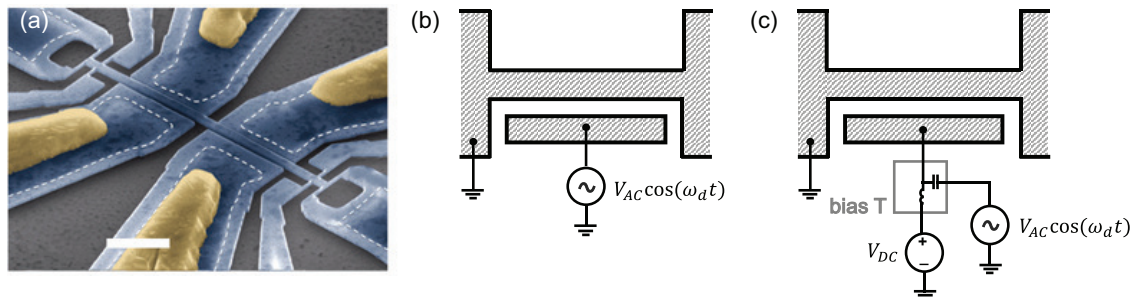 (a)
(b)
V_AC cos(ω_d t)
(c)
bias T
V_DC
+
−
V_AC cos(ω_d t)